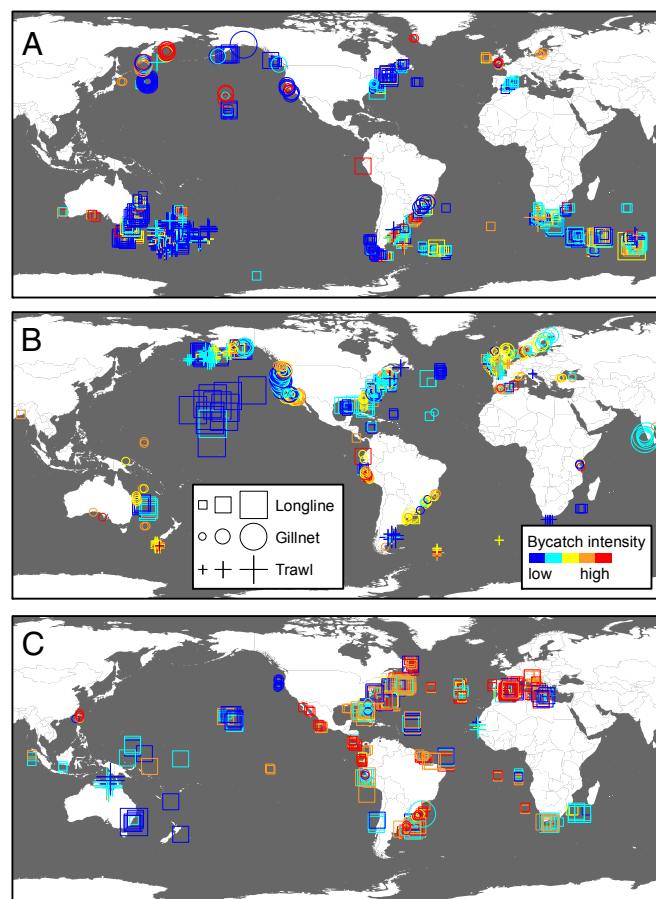 A
B
Longline
Gillnet
Trawl
Bycatch intensity
low high
C